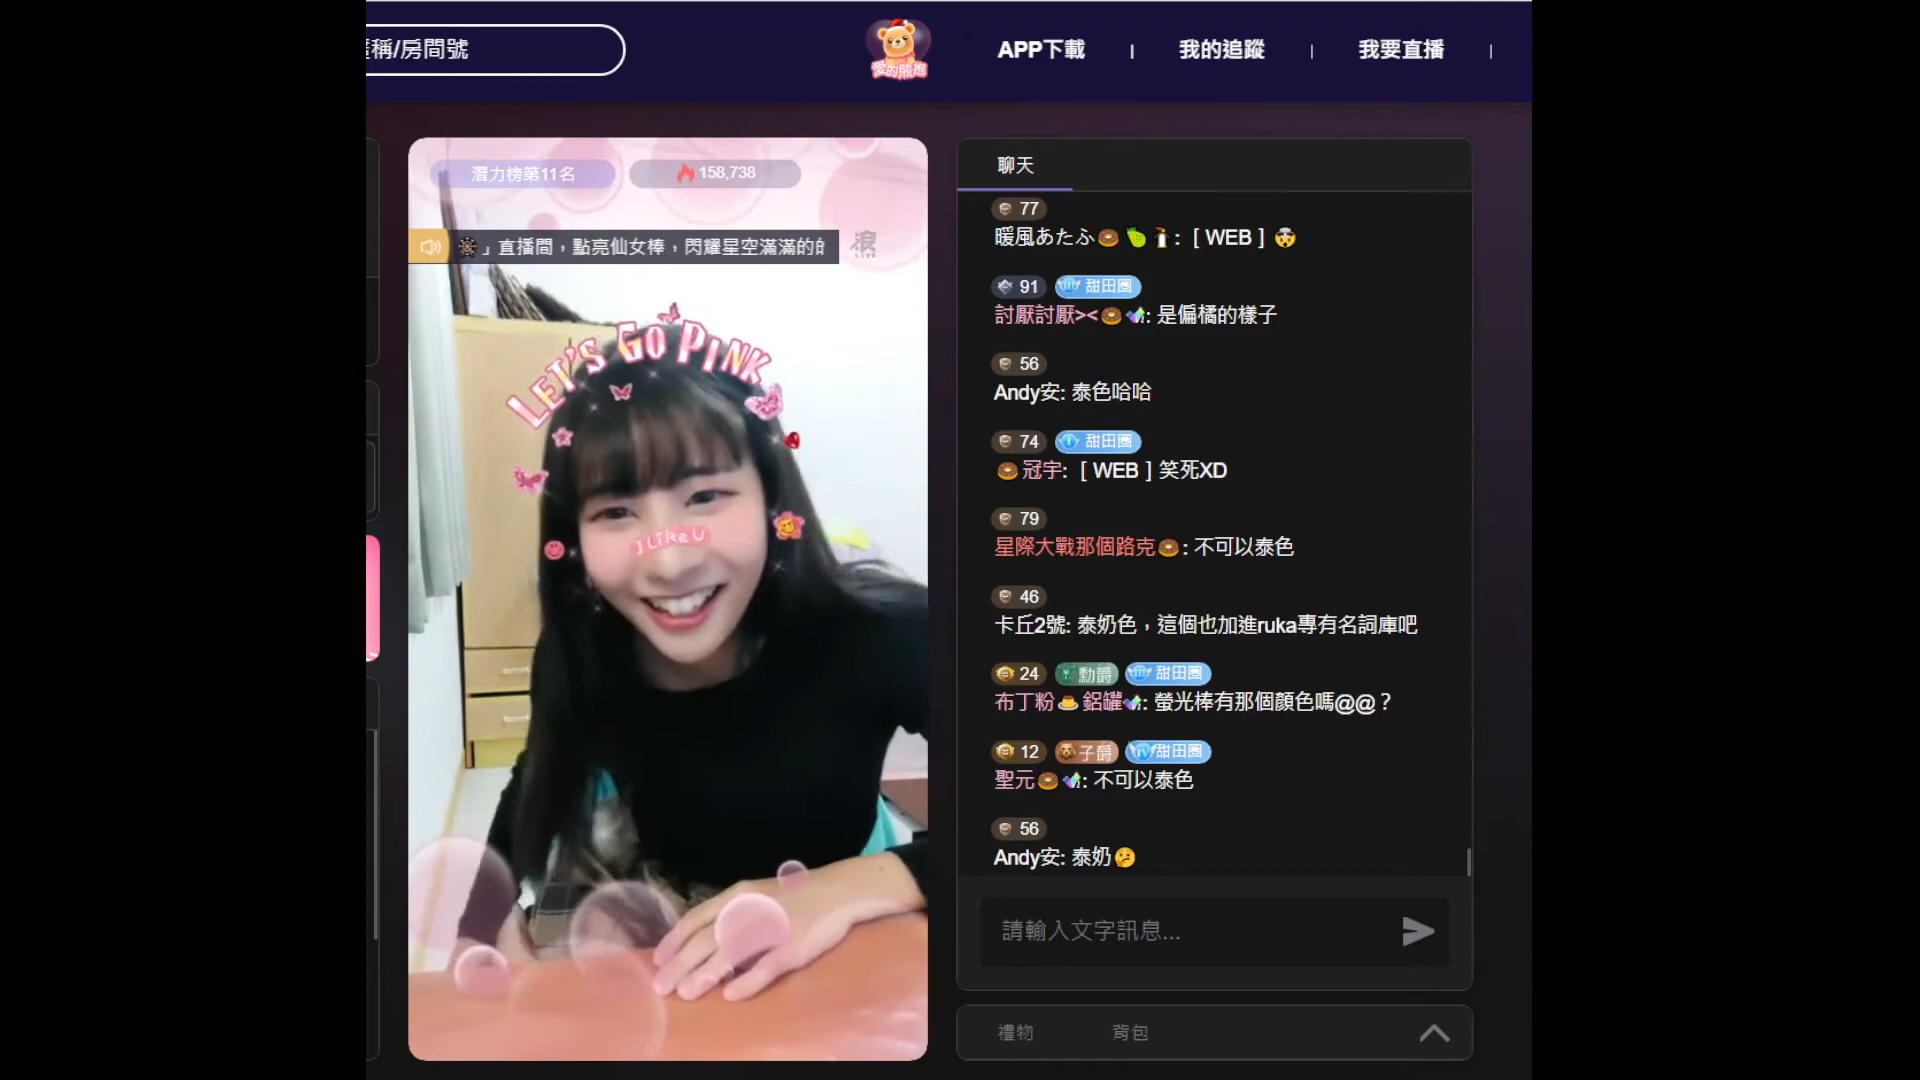 稱/房間號
愛的熊抱
APP下載
我的追蹤
我要直播
潛力榜第11名
158,738
」直播間，點亮仙女棒，閃耀星空滿滿的
浪
LIVE
LET'S GO PINK
I Like U
聊天
77
暖風あたふ: [ WEB ]
91 甜田圈
討厭討厭><: 是偏橘的樣子
56
Andy安: 泰色哈哈
74 甜田圈
冠宇: [ WEB ] 笑死XD
79
星際大戰那個路克: 不可以泰色
46
卡丘2號: 泰奶色，這個也加進ruka專有名詞庫吧
24 勳爵 甜田圈
布丁粉🍮鋁罐: 螢光棒有那個顏色嗎@@？
12 子爵 甜田圈
聖元: 不可以泰色
56
Andy安: 泰奶🤔
請輸入文字訊息...
禮物
背包